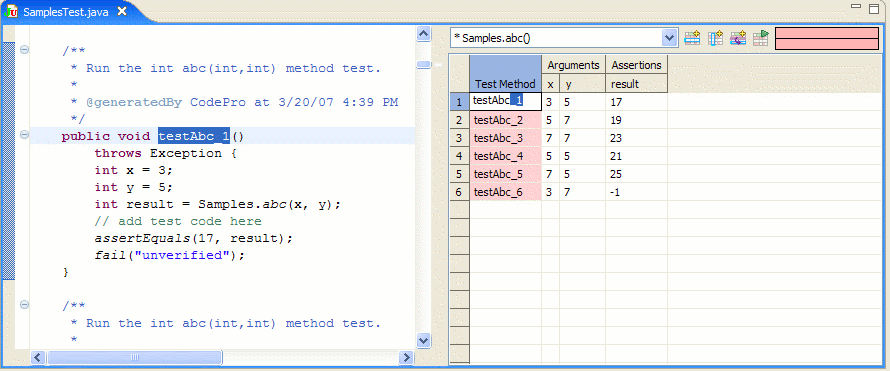 SamplesTest.java
/**
* Run the int abc(int,int) method test.
*
* @generatedBy CodePro at 3/20/07 4:39 PM
*/
public void testAbc_1()
throws Exception {
int x = 3;
int y = 5;
int result = Samples.abc(x, y);
// add test code here
assertEquals(17, result);
fail("unverified");
}
/**
* Run the int abc(int,int) method test.
*
* Samples.abc()
Arguments Assertions
Test Method x y result
1 testAbc_1 3 5 17
2 testAbc_2 5 7 19
3 testAbc_3 7 7 23
4 testAbc_4 5 5 21
5 testAbc_5 7 5 25
6 testAbc_6 3 7 -1